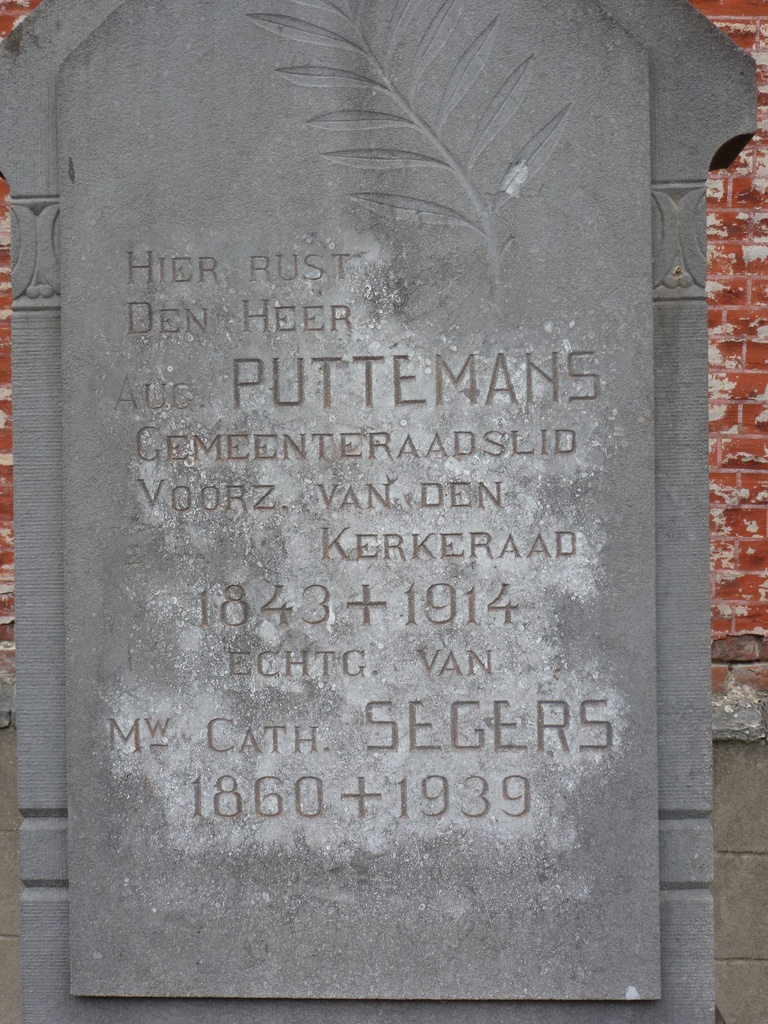 HIER RUST
DEN HEER
AUG. PUTTEMANS
GEMEENTERAADSLID
VOORZ. VAN DEN
KERKERAAD
1843 + 1914
ECHTG. VAN
MW CATH. SEGERS
1860 + 1939